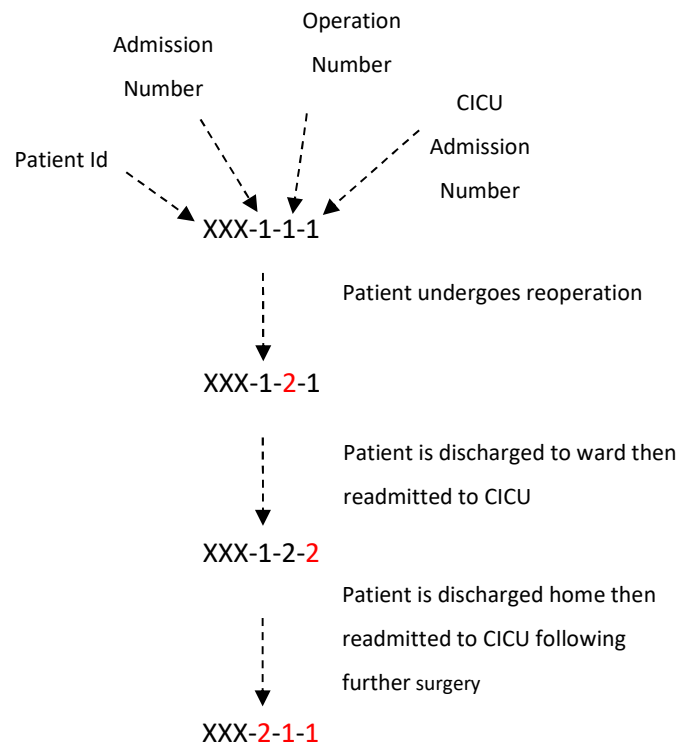 Operation
Number
Admission
Number
CICU
Admission
Number
Patient Id
XXX-1-1-1
Patient undergoes reoperation
XXX-1-2-1
Patient is discharged to ward then
readmitted to CICU
XXX-1-2-2
Patient is discharged home then
readmitted to CICU following
further surgery
XXX-2-1-1